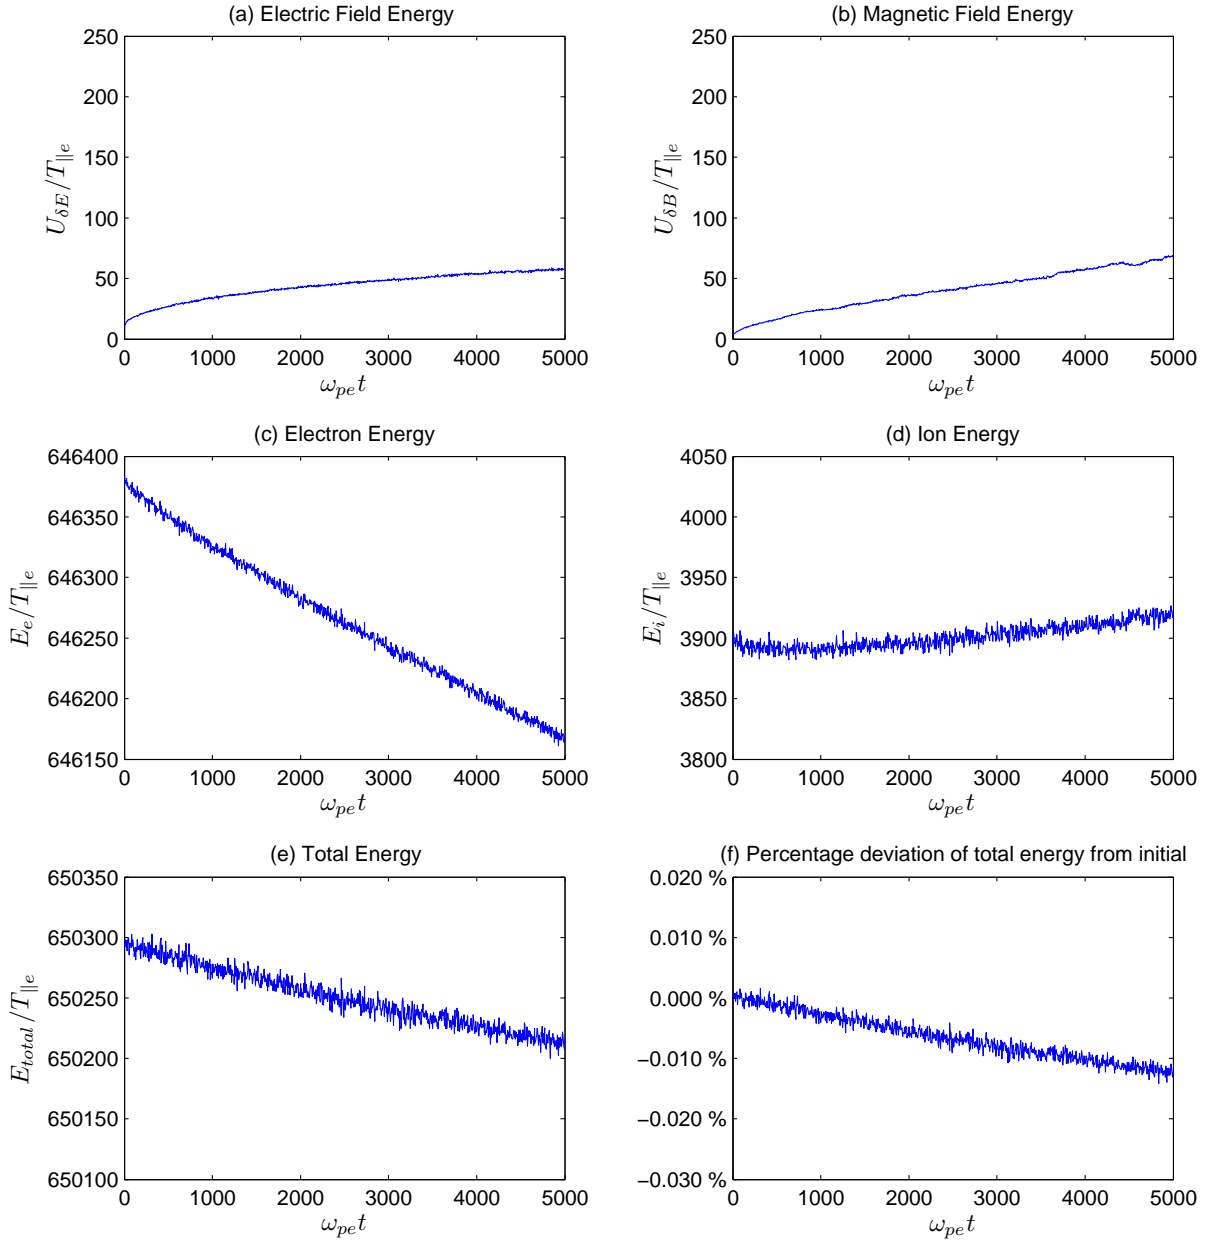 (a) Electric Field Energy
250
200
150
100
50
0
0 1000 2000 3000 4000 5000
U_{δE}/T_{∥e}
ω_{pe}t
(b) Magnetic Field Energy
250
200
150
100
50
0
0 1000 2000 3000 4000 5000
U_{δB}/T_{∥e}
ω_{pe}t
(c) Electron Energy
646400
646350
646300
646250
646200
646150
0 1000 2000 3000 4000 5000
E_e/T_{∥e}
ω_{pe}t
(d) Ion Energy
4050
4000
3950
3900
3850
3800
0 1000 2000 3000 4000 5000
E_i/T_{∥e}
ω_{pe}t
(e) Total Energy
650350
650300
650250
650200
650150
650100
0 1000 2000 3000 4000 5000
E_{total}/T_{∥e}
ω_{pe}t
(f) Percentage deviation of total energy from initial
0.020 %
0.010 %
0.000 %
−0.010 %
−0.020 %
−0.030 %
0 1000 2000 3000 4000 5000
ω_{pe}t